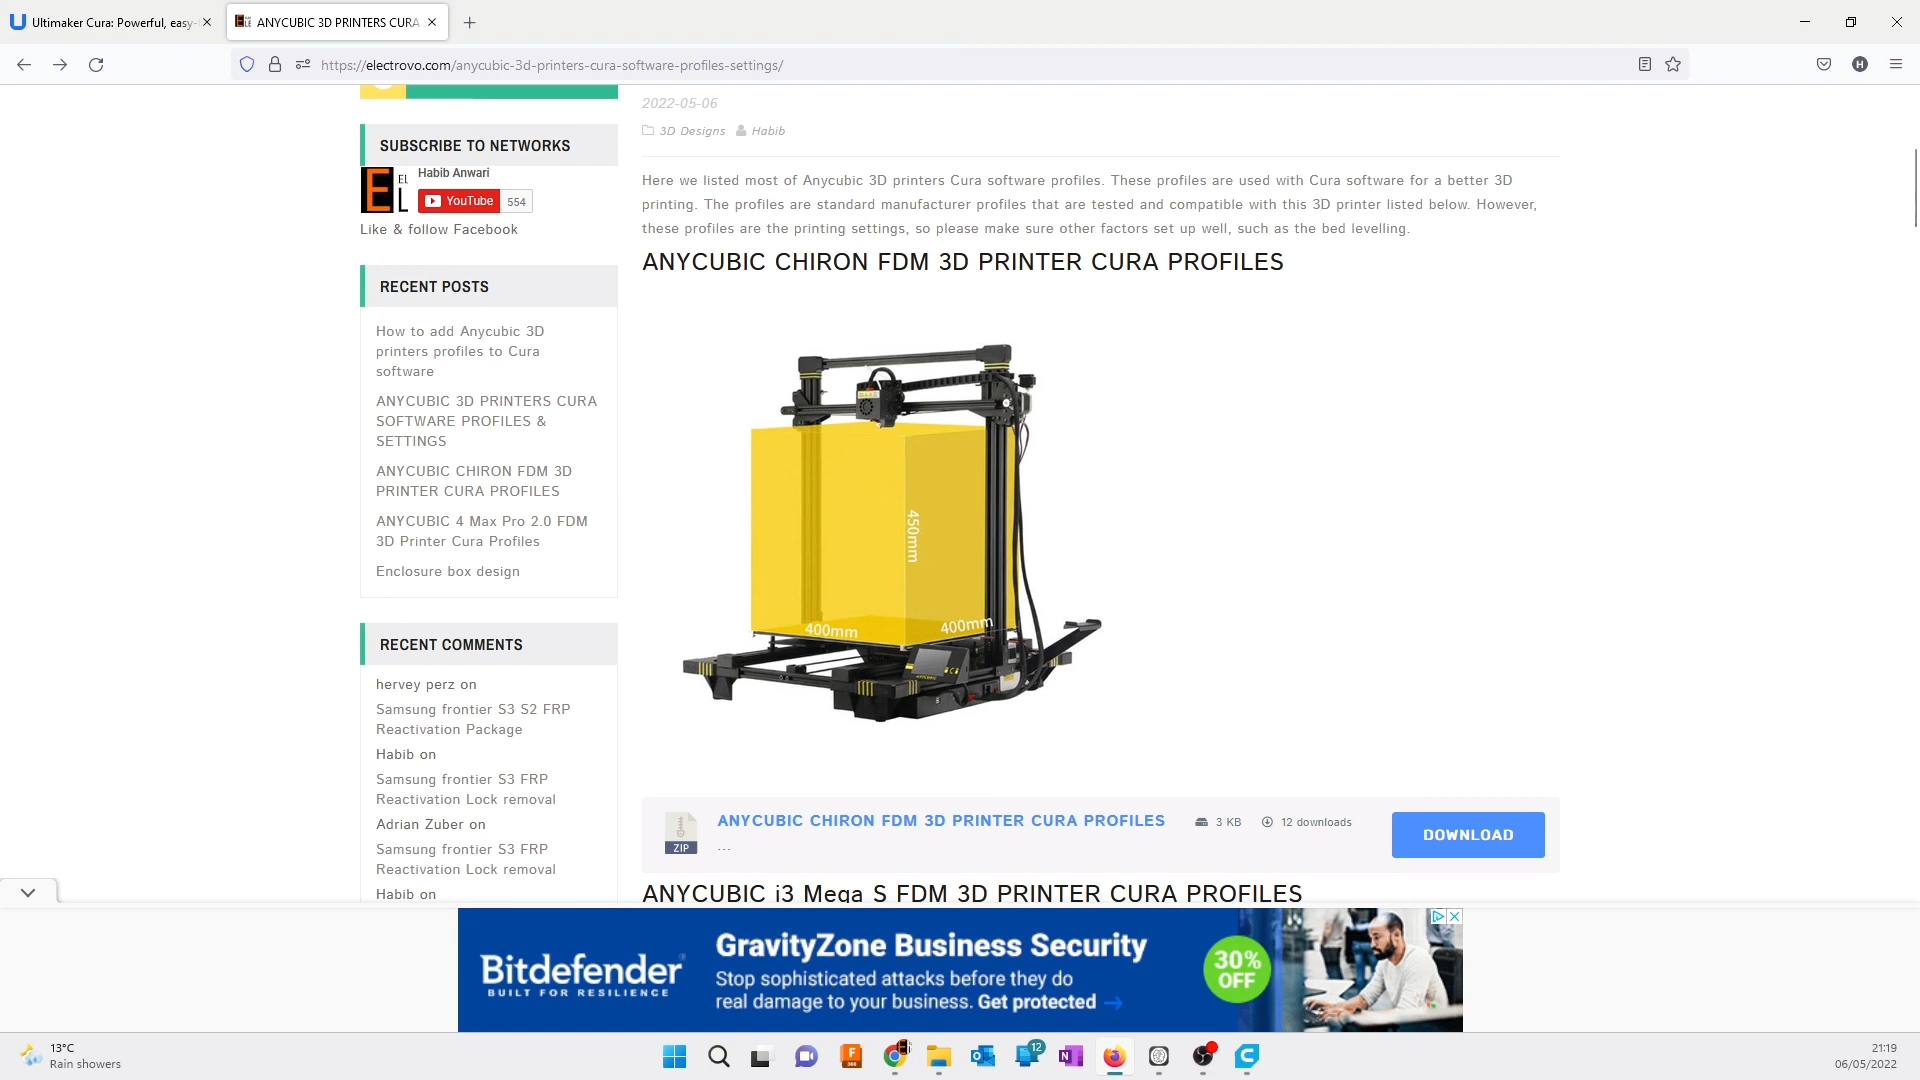 Ultimaker Cura: Powerful, easy-
ANYCUBIC 3D PRINTERS CURA
https://electrovo.com/anycubic-3d-printers-cura-software-profiles-settings/
SUBSCRIBE TO NETWORKS
Habib Anwari
YouTube 554
Like & follow Facebook
RECENT POSTS
How to add Anycubic 3D
printers profiles to Cura
software
ANYCUBIC 3D PRINTERS CURA
SOFTWARE PROFILES &
SETTINGS
ANYCUBIC CHIRON FDM 3D
PRINTER CURA PROFILES
ANYCUBIC 4 Max Pro 2.0 FDM
3D Printer Cura Profiles
Enclosure box design
RECENT COMMENTS
hervey perz on
Samsung frontier S3 S2 FRP
Reactivation Package
Habib on
Samsung frontier S3 FRP
Reactivation Lock removal
Adrian Zuber on
Samsung frontier S3 FRP
Reactivation Lock removal
Habib on
2022-05-06
3D Designs Habib
Here we listed most of Anycubic 3D printers Cura software profiles. These profiles are used with Cura software for a better 3D
printing. The profiles are standard manufacturer profiles that are tested and compatible with this 3D printer listed below. However,
these profiles are the printing settings, so please make sure other factors set up well, such as the bed levelling.
ANYCUBIC CHIRON FDM 3D PRINTER CURA PROFILES
450mm
400mm 400mm
ZIP ANYCUBIC CHIRON FDM 3D PRINTER CURA PROFILES 3 KB 12 downloads DOWNLOAD
...
ANYCUBIC i3 Mega S FDM 3D PRINTER CURA PROFILES
Bitdefender
BUILT FOR RESILIENCE
GravityZone Business Security
Stop sophisticated attacks before they do
real damage to your business. Get protected →
30%
OFF
13°C
Rain showers
12
21:19
06/05/2022